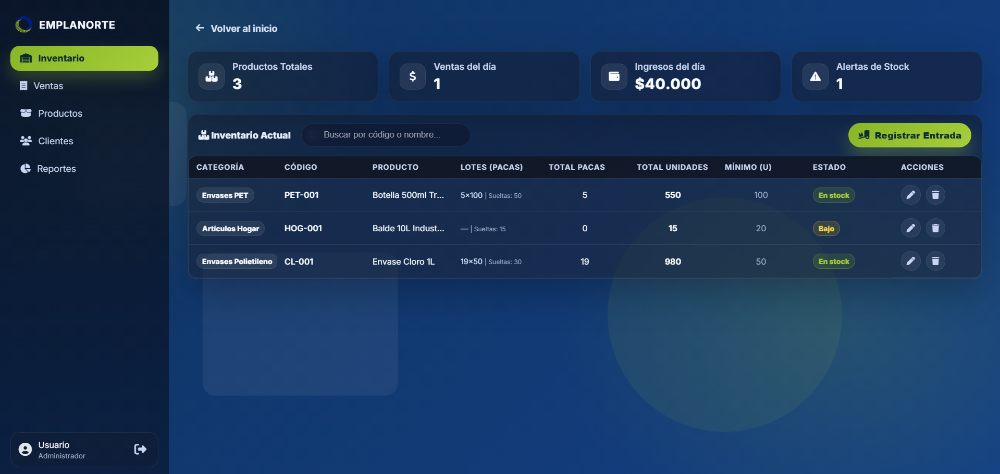 EMPLANORTE
Inventario
Ventas
Productos
Clientes
Reportes
Usuario
Administrador
Volver al inicio
Productos Totales
3
Ventas del día
1
Ingresos del día
$40.000
Alertas de Stock
1
Inventario Actual
Buscar por código o nombre...
Registrar Entrada
CATEGORÍA CÓDIGO PRODUCTO LOTES (PACAS) TOTAL PACAS TOTAL UNIDADES MÍNIMO (U) ESTADO ACCIONES
Envases PET PET-001 Botella 500ml Tr... 5×100 | Sueltas: 50 5 550 100 En stock
Artículos Hogar HOG-001 Balde 10L Indust... — | Sueltas: 15 0 15 20 Bajo
Envases Polietileno CL-001 Envase Cloro 1L 19×50 | Sueltas: 30 19 980 50 En stock